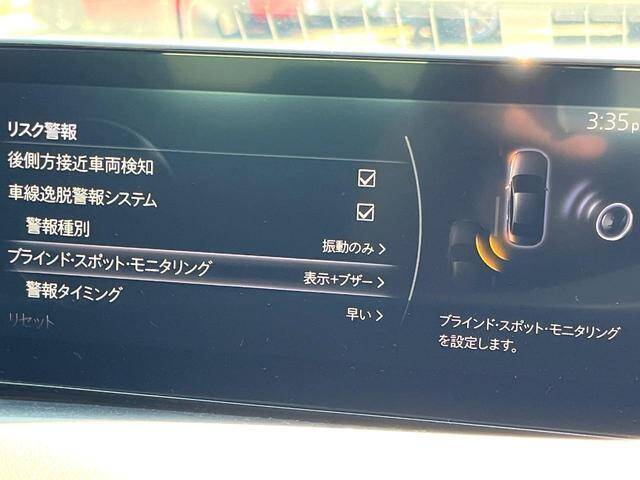 3:35p
リスク警報
後側方接近車両検知
車線逸脱警報システム
警報種別
振動のみ
ブラインド・スポット・モニタリング
表示+ブザー
警報タイミング
早い
リセット
ブラインド・スポット・モニタリング
を設定します。